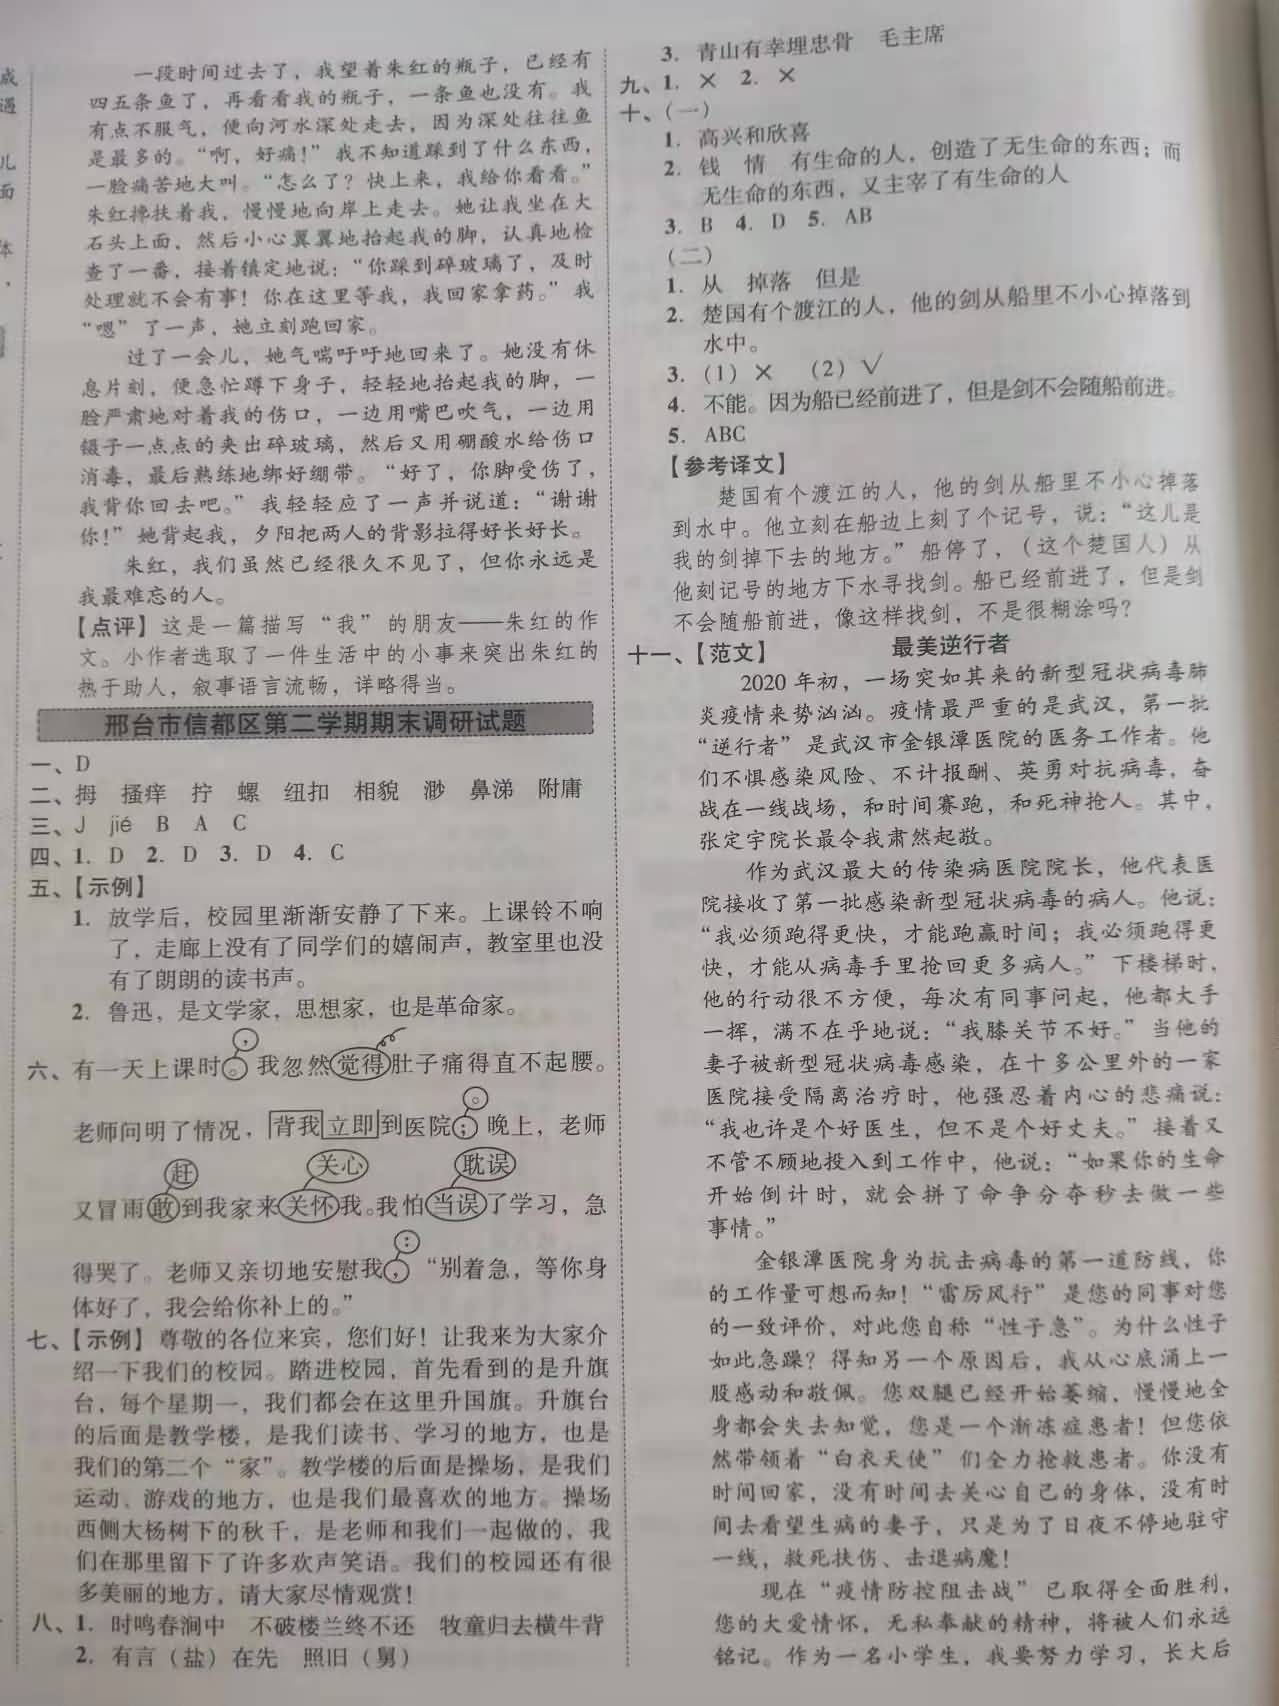 成
遇
儿
面
体
一段时间过去了，我望着朱红的瓶子，已经有
四五条鱼了，再看看我的瓶子，一条鱼也没有。我
有点不服气，便向河水深处走去，因为深处往往鱼
是最多的。“啊，好痛！”我不知道踩到了什么东西，
一脸痛苦地大叫。“怎么了？快上来，我给你看看。”
朱红搀扶着我，慢慢地向岸上走去。她让我坐在大
石头上面，然后小心翼翼地抬起我的脚，认真地检
查了一番，接着镇定地说：“你踩到碎玻璃了，及时
处理就不会有事！你在这里等我，我回家拿药。”我
“嗯”了一声，她立刻跑回家。
过了一会儿，她气喘吁吁地回来了。她没有休
息片刻，便急忙蹲下身子，轻轻地抬起我的脚，一
脸严肃地对着我的伤口，一边用嘴巴吹气，一边用
镊子一点点的夹出碎玻璃，然后又用硼酸水给伤口
消毒，最后熟练地绑好绷带。“好了，你脚受伤了，
我背你回去吧。”我轻轻应了一声并说道：“谢谢
你！”她背起我，夕阳把两人的背影拉得好长好长。
朱红，我们虽然已经很久不见了，但你永远是
我最难忘的人。
【点评】这是一篇描写“我”的朋友——朱红的作
文。小作者选取了一件生活中的小事来突出朱红的
热于助人，叙事语言流畅，详略得当。
邢台市信都区第二学期期末调研试题
一、D
二、拇 搔痒 拧 螺 纽扣 相貌 渺 鼻涕 附庸
三、J jié B A C
四、1. D 2. D 3. D 4. C
五、【示例】
1. 放学后，校园里渐渐安静了下来。上课铃不响
了，走廊上没有了同学们的嬉闹声，教室里也没
有了朗朗的读书声。
2. 鲁迅，是文学家，思想家，也是革命家。
，
六、有一天上课时。我忽然觉得肚子痛得直不起腰。
。
老师问明了情况，背我立即到医院；晚上，老师
赶 关心 耽误
又冒雨敢到我家来关怀我。我怕当误了学习，急
：
得哭了。老师又亲切地安慰我，“别着急，等你身
体好了，我会给你补上的。”
七、【示例】尊敬的各位来宾，您们好！让我来为大家介
绍一下我们的校园。踏进校园，首先看到的是升旗
台，每个星期一，我们都会在这里升国旗。升旗台
的后面是教学楼，是我们读书、学习的地方，也是
我们的第二个“家”。教学楼的后面是操场，是我们
运动、游戏的地方，也是我们最喜欢的地方。操场
西侧大杨树下的秋千，是老师和我们一起做的，我
们在那里留下了许多欢声笑语。我们的校园还有很
多美丽的地方，请大家尽情观赏！
八、1. 时鸣春涧中 不破楼兰终不还 牧童归去横牛背
2. 有言（盐）在先 照旧（舅）
3. 青山有幸埋忠骨 毛主席
九、1. × 2. ×
十、（一）
1. 高兴和欣喜
2. 钱 情 有生命的人，创造了无生命的东西；而
无生命的东西，又主宰了有生命的人
3. B 4. D 5. AB
（二）
1. 从 掉落 但是
2. 楚国有个渡江的人，他的剑从船里不小心掉落到
水中。
3. （1）× （2）√
4. 不能。因为船已经前进了，但是剑不会随船前进。
5. ABC
【参考译文】
楚国有个渡江的人，他的剑从船里不小心掉落
到水中。他立刻在船边上刻了个记号，说：“这儿是
我的剑掉下去的地方。”船停了，（这个楚国人）从
他刻记号的地方下水寻找剑。船已经前进了，但是剑
不会随船前进，像这样找剑，不是很糊涂吗？
十一、【范文】 最美逆行者
2020 年初，一场突如其来的新型冠状病毒肺
炎疫情来势汹汹。疫情最严重的是武汉，第一批
“逆行者”是武汉市金银潭医院的医务工作者。他
们不惧感染风险、不计报酬、英勇对抗病毒，奋
战在一线战场，和时间赛跑，和死神抢人。其中，
张定宇院长最令我肃然起敬。
作为武汉最大的传染病医院院长，他代表医
院接收了第一批感染新型冠状病毒的病人。他说：
“我必须跑得更快，才能跑赢时间；我必须跑得更
快，才能从病毒手里抢回更多病人。”下楼梯时，
他的行动很不方便，每次有同事问起，他都大手
一挥，满不在乎地说：“我膝关节不好。”当他的
妻子被新型冠状病毒感染，在十多公里外的一家
医院接受隔离治疗时，他强忍着内心的悲痛说：
“我也许是个好医生，但不是个好丈夫。”接着又
不管不顾地投入到工作中，他说：“如果你的生命
开始倒计时，就会拼了命争分夺秒去做一些
事情。”
金银潭医院身为抗击病毒的第一道防线，你
的工作量可想而知！“雷厉风行”是您的同事对您
的一致评价，对此您自称“性子急”。为什么性子
如此急躁？得知另一个原因后，我从心底涌上一
股感动和敬佩。您双腿已经开始萎缩，慢慢地全
身都会失去知觉，您是一个渐冻症患者！但您依
然带领着“白衣天使”们全力抢救患者。你没有
时间回家，没有时间去关心自己的身体，没有时
间去看望生病的妻子，只是为了日夜不停地驻守
一线，救死扶伤、击退病魔！
现在“疫情防控阻击战”已取得全面胜利，
您的大爱情怀，无私奉献的精神，将被人们永远
铭记。作为一名小学生，我要努力学习，长大后